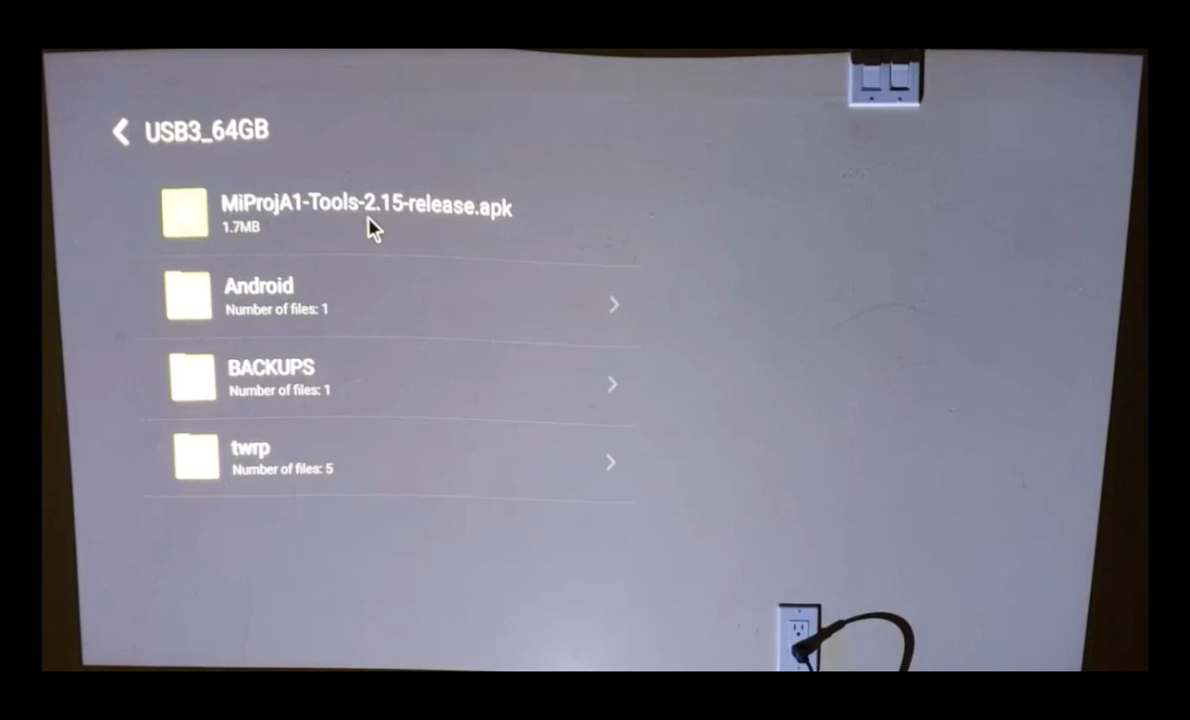 USB3_64GB
MiProjA1-Tools-2.15-release.apk
1.7MB
Android
Number of files: 1
BACKUPS
Number of files: 1
twrp
Number of files: 5